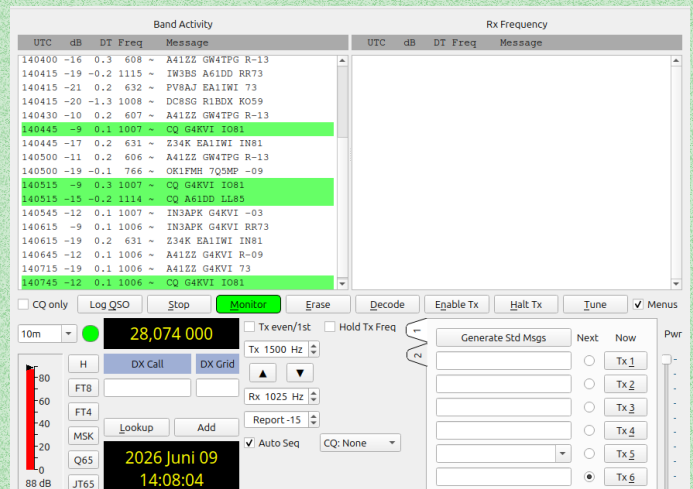 Band Activity Rx Frequency
UTC dB DT Freq Message UTC dB DT Freq Message
140400 -16 0.3 608 ~ A41ZZ GW4TPG R-13
140415 -19 -0.2 1115 ~ IW3BS A61DD RR73
140415 -21 0.2 632 ~ PV8AJ EA1IWI 73
140415 -20 -1.3 1008 ~ DC8SG R1BDX KO59
140430 -10 0.2 607 ~ A41ZZ GW4TPG R-13
140445 -9 0.1 1007 ~ CQ G4KVI IO81
140445 -17 0.2 631 ~ Z34K EA1IWI IN81
140500 -11 0.2 606 ~ A41ZZ GW4TPG R-13
140500 -19 -0.1 766 ~ OK1FMH 7Q5MP -09
140515 -9 0.3 1007 ~ CQ G4KVI IO81
140515 -15 -0.2 1114 ~ CQ A61DD LL85
140545 -12 0.1 1007 ~ IN3APK G4KVI -03
140615 -9 0.1 1006 ~ IN3APK G4KVI RR73
140615 -19 0.2 631 ~ Z34K EA1IWI IN81
140645 -12 0.1 1006 ~ A41ZZ G4KVI R-09
140715 -19 0.1 1006 ~ A41ZZ G4KVI 73
140745 -12 0.1 1006 ~ CQ G4KVI IO81
CQ only Log QSO Stop Monitor Erase Decode Enable Tx Halt Tx Tune Menus
10m 28,074 000 Tx even/1st Hold Tx Freq 1 Generate Std Msgs Next Now Pwr
H DX Call DX Grid Tx 1500 Hz 2 Tx 1
80 FT8 Tx 2
60 FT4 Rx 1025 Hz Tx 3
40 MSK Lookup Add Report -15 Tx 4
20 Q65 2026 Juni 09 Auto Seq CQ: None Tx 5
0
88 dB JT65 14:08:04 Tx 6